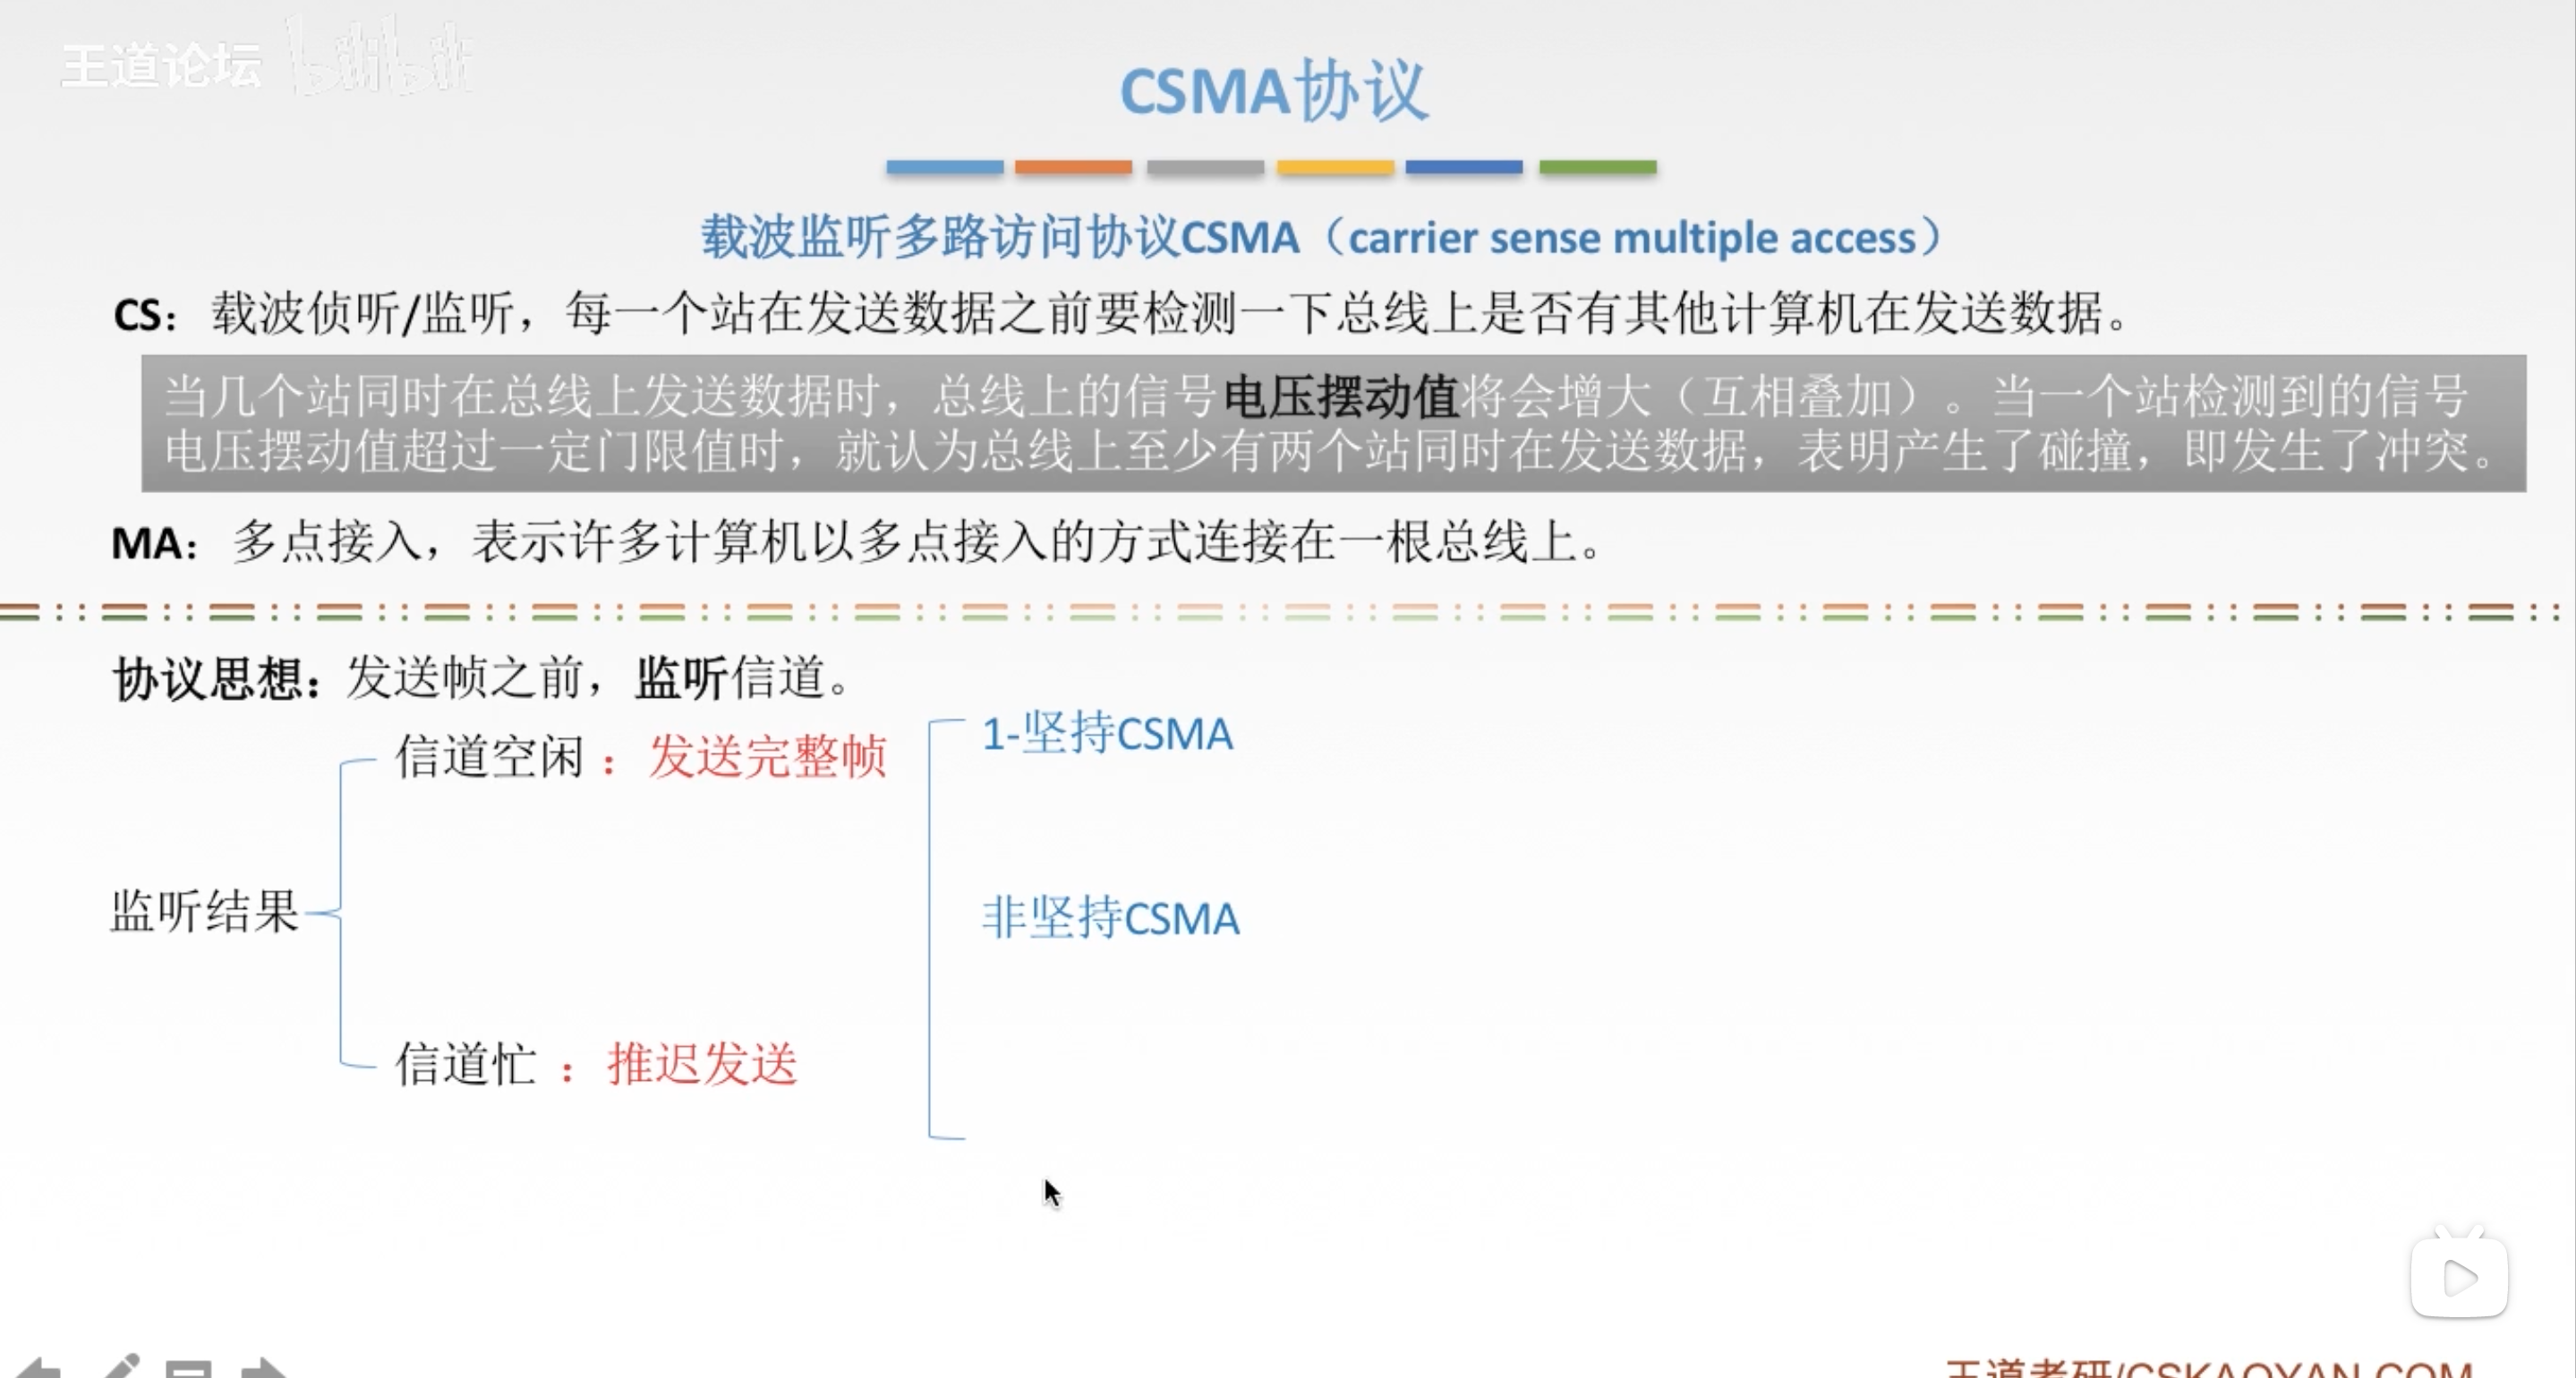 王道论坛 bilibili
CSMA协议
载波监听多路访问协议CSMA（carrier sense multiple access）
CS：载波侦听/监听，每一个站在发送数据之前要检测一下总线上是否有其他计算机在发送数据。
当几个站同时在总线上发送数据时，总线上的信号电压摆动值将会增大（互相叠加）。当一个站检测到的信号
电压摆动值超过一定门限值时，就认为总线上至少有两个站同时在发送数据，表明产生了碰撞，即发生了冲突。
MA：多点接入，表示许多计算机以多点接入的方式连接在一根总线上。
协议思想：发送帧之前，监听信道。
监听结果
信道空闲：发送完整帧
信道忙：推迟发送
1-坚持CSMA
非坚持CSMA
王道考研/CSKAOYAN.COM